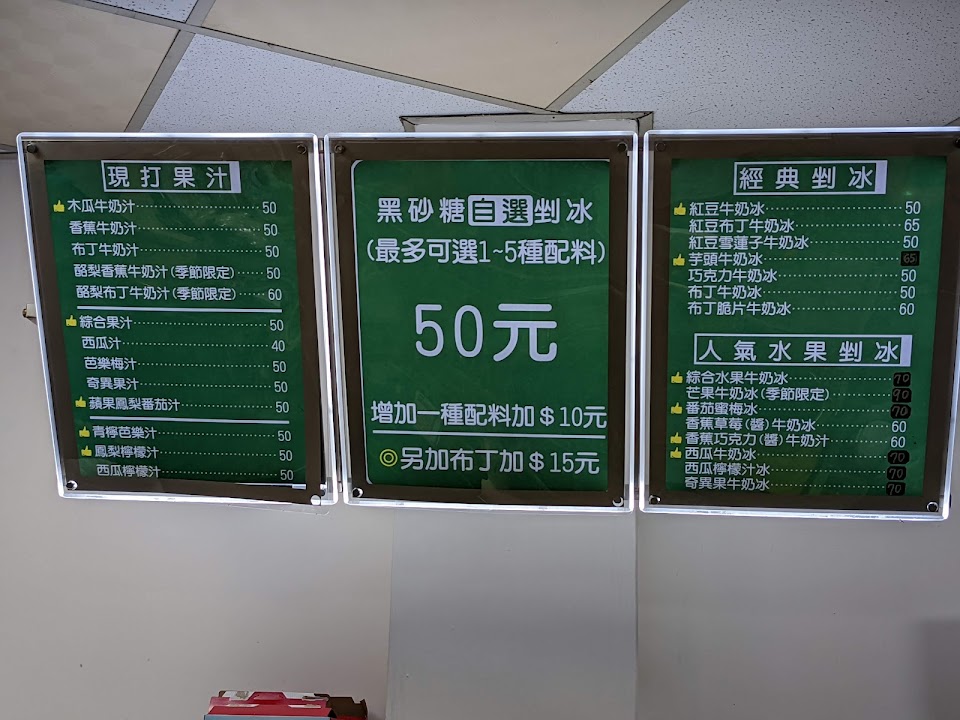 現打果汁
木瓜牛奶汁 50
香蕉牛奶汁 50
布丁牛奶汁 50
酪梨香蕉牛奶汁(季節限定) 50
酪梨布丁牛奶汁(季節限定) 60
綜合果汁 50
西瓜汁 40
芭樂梅汁 50
奇異果汁 50
蘋果鳳梨番茄汁 50
青檸芭樂汁 50
鳳梨檸檬汁 50
西瓜檸檬汁 50
黑砂糖自選剉冰
(最多可選1~5種配料)
50元
增加一種配料加＄10元
◎另加布丁加＄15元
經典剉冰
紅豆牛奶冰 50
紅豆布丁牛奶冰 65
紅豆雪蓮子牛奶冰 50
芋頭牛奶冰 65
巧克力牛奶冰 50
布丁牛奶冰 50
布丁脆片牛奶冰 60
人氣水果剉冰
綜合水果牛奶冰 70
芒果牛奶冰(季節限定) 90
番茄蜜梅冰 70
香蕉草莓(醬)牛奶冰 60
香蕉巧克力(醬)牛奶汁 60
西瓜牛奶冰 70
西瓜檸檬汁冰 70
奇異果牛奶冰 70